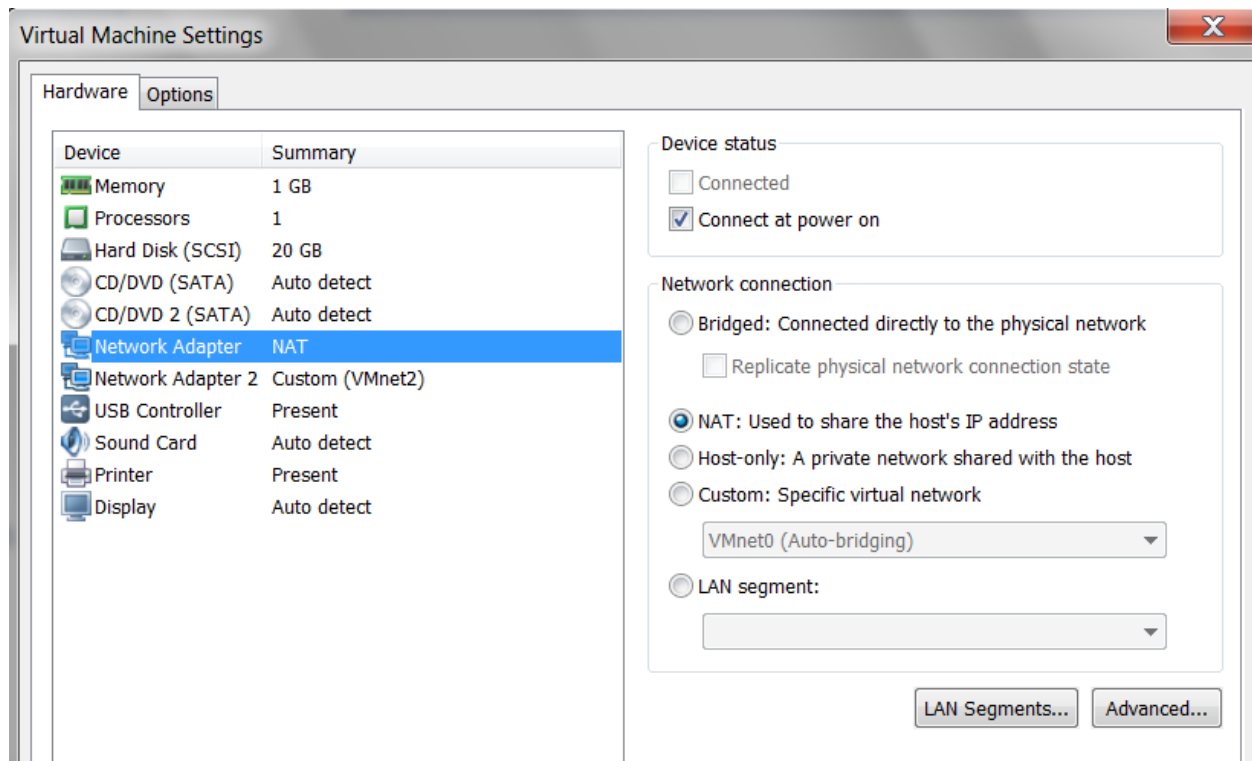 Virtual Machine Settings
Hardware
Options
Device Summary
Memory 1 GB
Processors 1
Hard Disk (SCSI) 20 GB
CD/DVD (SATA) Auto detect
CD/DVD 2 (SATA) Auto detect
Network Adapter NAT
Network Adapter 2 Custom (VMnet2)
USB Controller Present
Sound Card Auto detect
Printer Present
Display Auto detect
Device status
Connected
Connect at power on
Network connection
Bridged: Connected directly to the physical network
Replicate physical network connection state
NAT: Used to share the host's IP address
Host-only: A private network shared with the host
Custom: Specific virtual network
VMnet0 (Auto-bridging)
LAN segment:
LAN Segments...
Advanced...